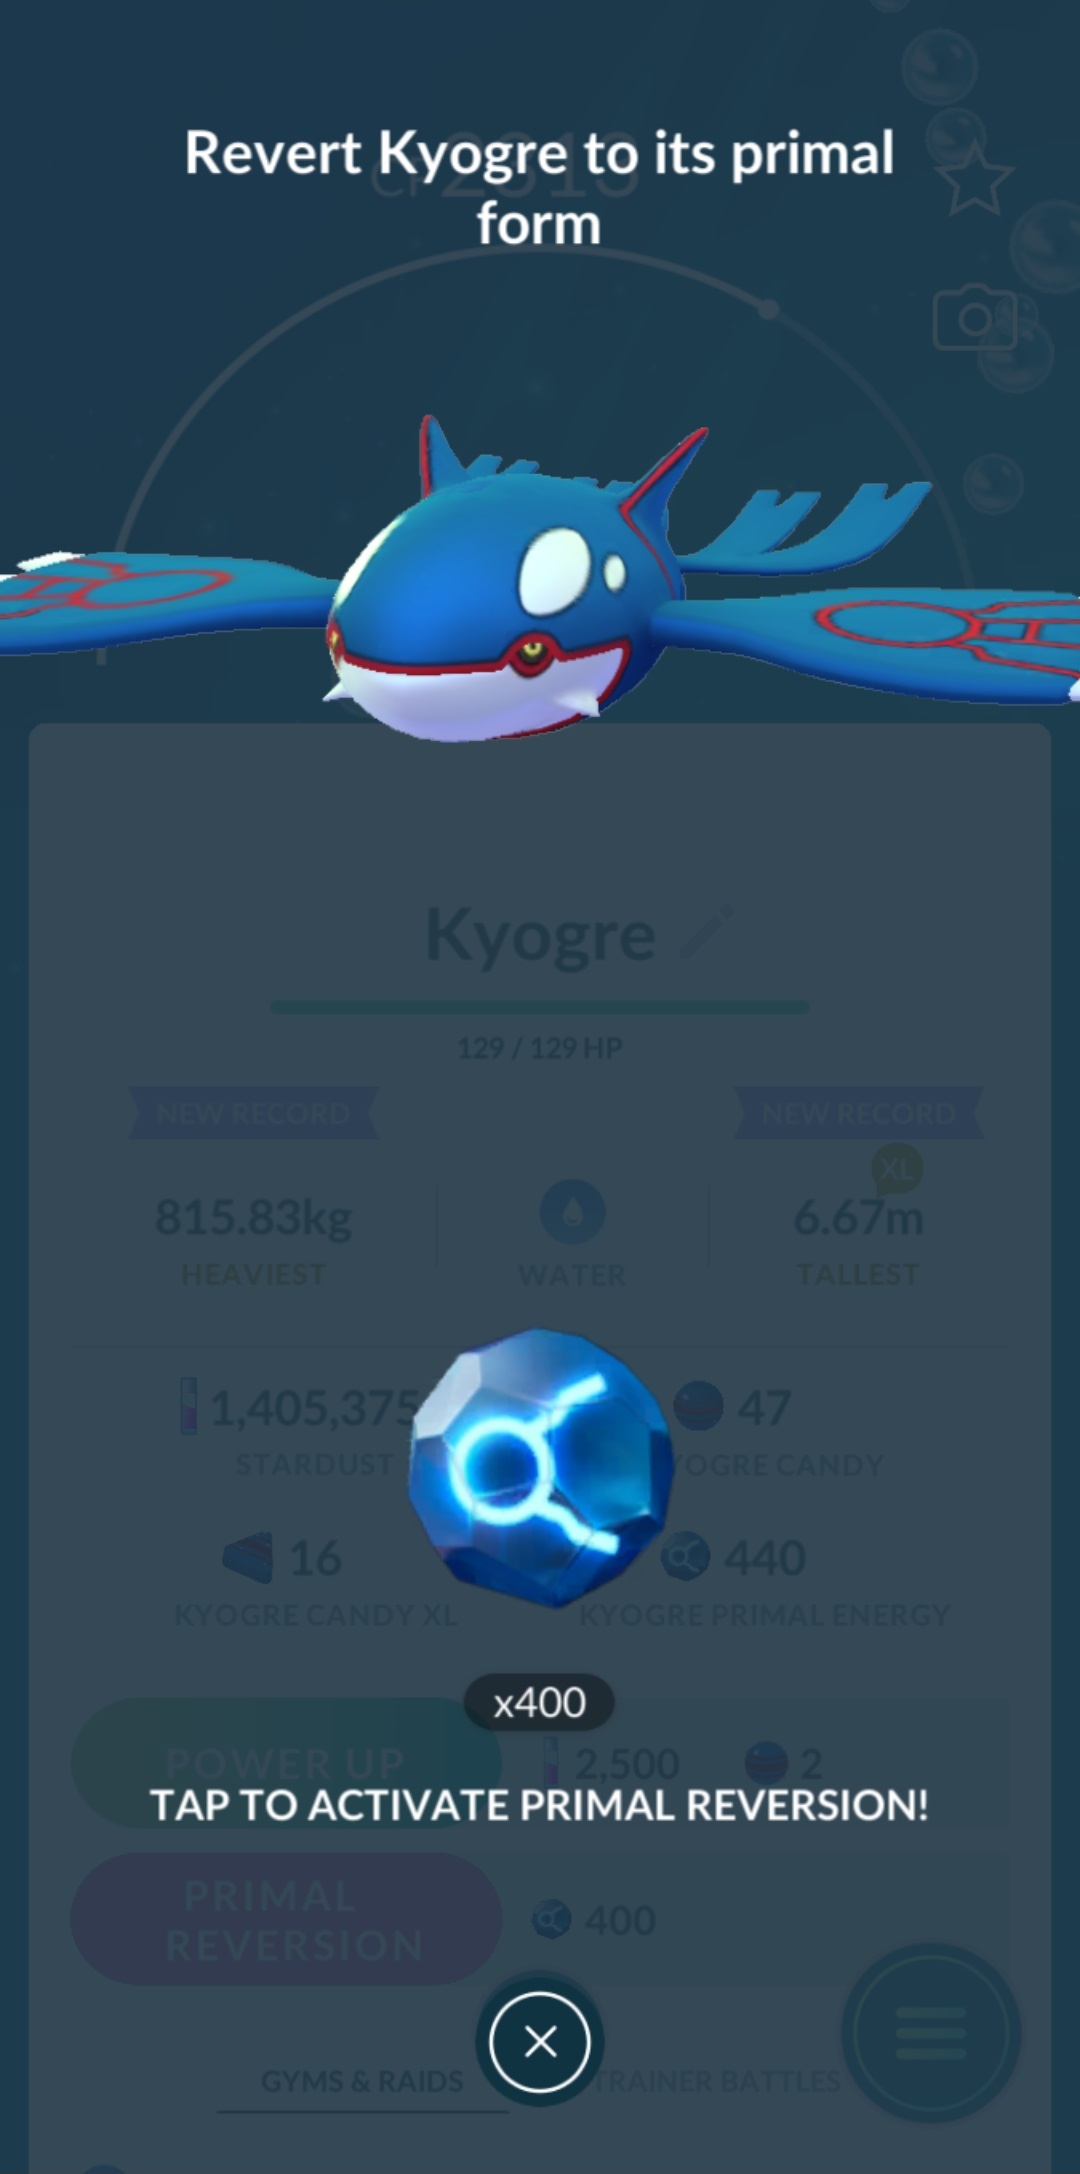 Revert Kyogre to its primal
form
CP
Kyogre
129 / 129 HP
NEW RECORD
NEW RECORD
XL
815.83kg
6.67m
HEAVIEST
WATER
TALLEST
1,405,375
47
STARDUST
KYOGRE CANDY
16
440
KYOGRE CANDY XL
KYOGRE PRIMAL ENERGY
x400
POWER UP
2,500
2
TAP TO ACTIVATE PRIMAL REVERSION!
PRIMAL
REVERSION
400
GYMS & RAIDS
TRAINER BATTLES